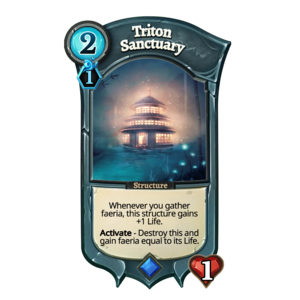 2
Triton
Sanctuary
1
Structure
Whenever you gather
faeria, this structure gains
+1 Life.
Activate - Destroy this and
gain faeria equal to its Life.
1